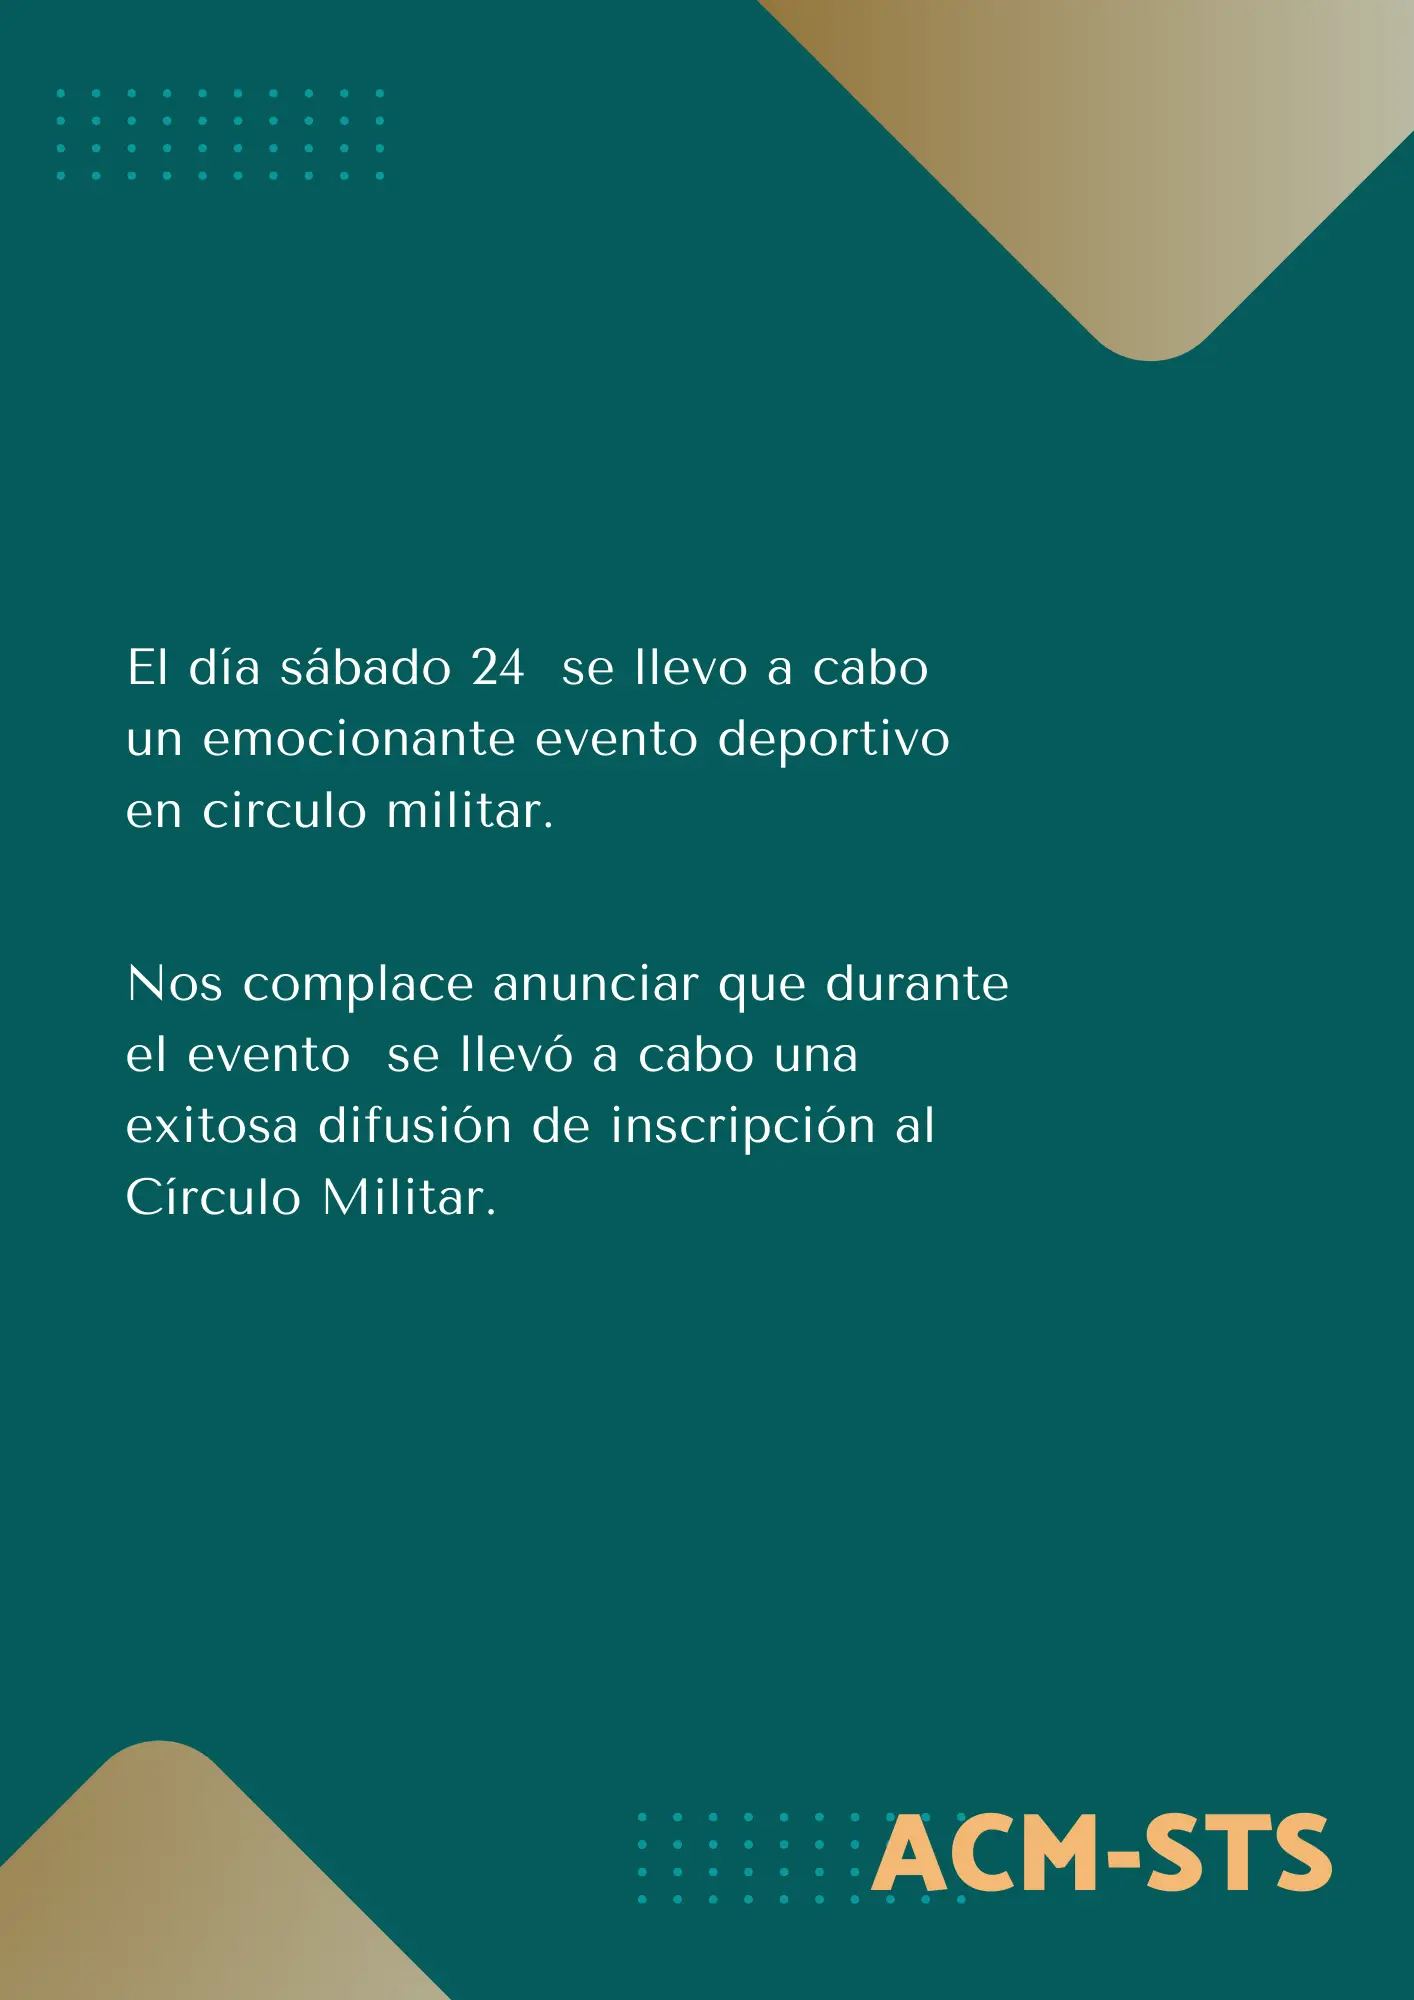 El día sábado 24  se llevo a cabo
un emocionante evento deportivo
en circulo militar.
Nos complace anunciar que durante
el evento  se llevó a cabo una
exitosa difusión de inscripción al
Círculo Militar.
ACM-STS